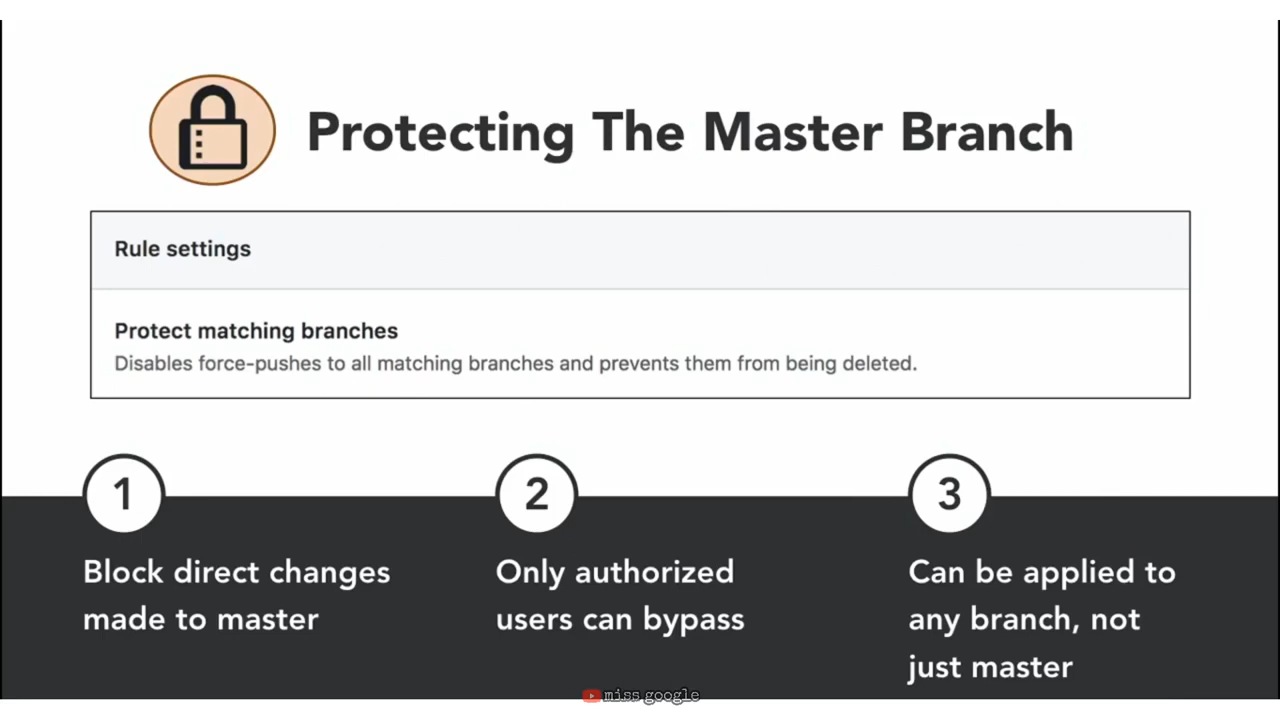 Protecting The Master Branch
Rule settings
Protect matching branches
Disables force-pushes to all matching branches and prevents them from being deleted.
1
Block direct changes
made to master
2
Only authorized
users can bypass
3
Can be applied to
any branch, not
just master
miss google